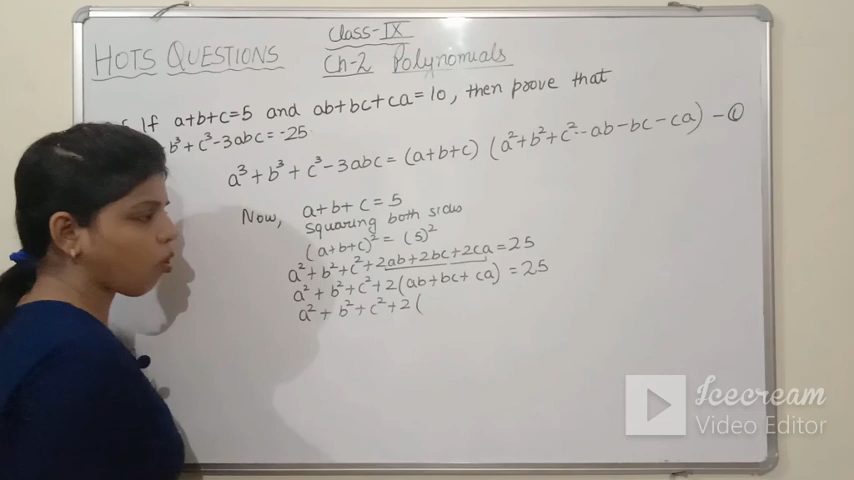 Class-IX
HOTS QUESTIONS
Ch-2 Polynomials
If a+b+c=5 and ab+bc+ca=10, then prove that
b³+c³-3abc=-25
a³+b³+c³-3abc=(a+b+c) (a²+b²+c²-ab-bc-ca) -①
Now, a+b+c=5
squaring both sides
(a+b+c)²=(5)²
a²+b²+c²+2ab+2bc+2ca=25
a²+b²+c²+2(ab+bc+ca)=25
a²+b²+c²+2(
Icecream
Video Editor